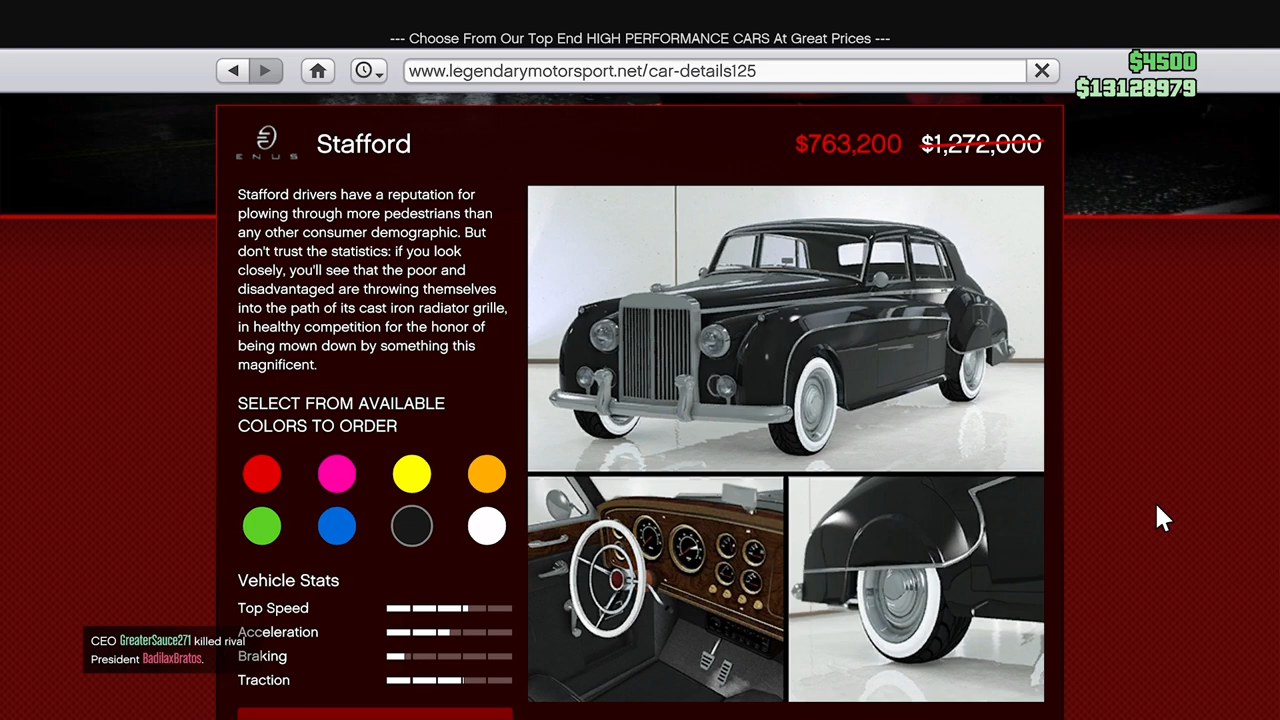 --- Choose From Our Top End HIGH PERFORMANCE CARS At Great Prices ---
www.legendarymotorsport.net/car-details125
$4500
$13128979
ENUS
Stafford
$763,200 $1,272,000
Stafford drivers have a reputation for
plowing through more pedestrians than
any other consumer demographic. But
don't trust the statistics: if you look
closely, you'll see that the poor and
disadvantaged are throwing themselves
into the path of its cast iron radiator grille,
in healthy competition for the honor of
being mown down by something this
magnificent.
SELECT FROM AVAILABLE
COLORS TO ORDER
Vehicle Stats
Top Speed
Acceleration
Braking
Traction
CEO GreaterSauce271 killed rival
President BadilaxBratos.